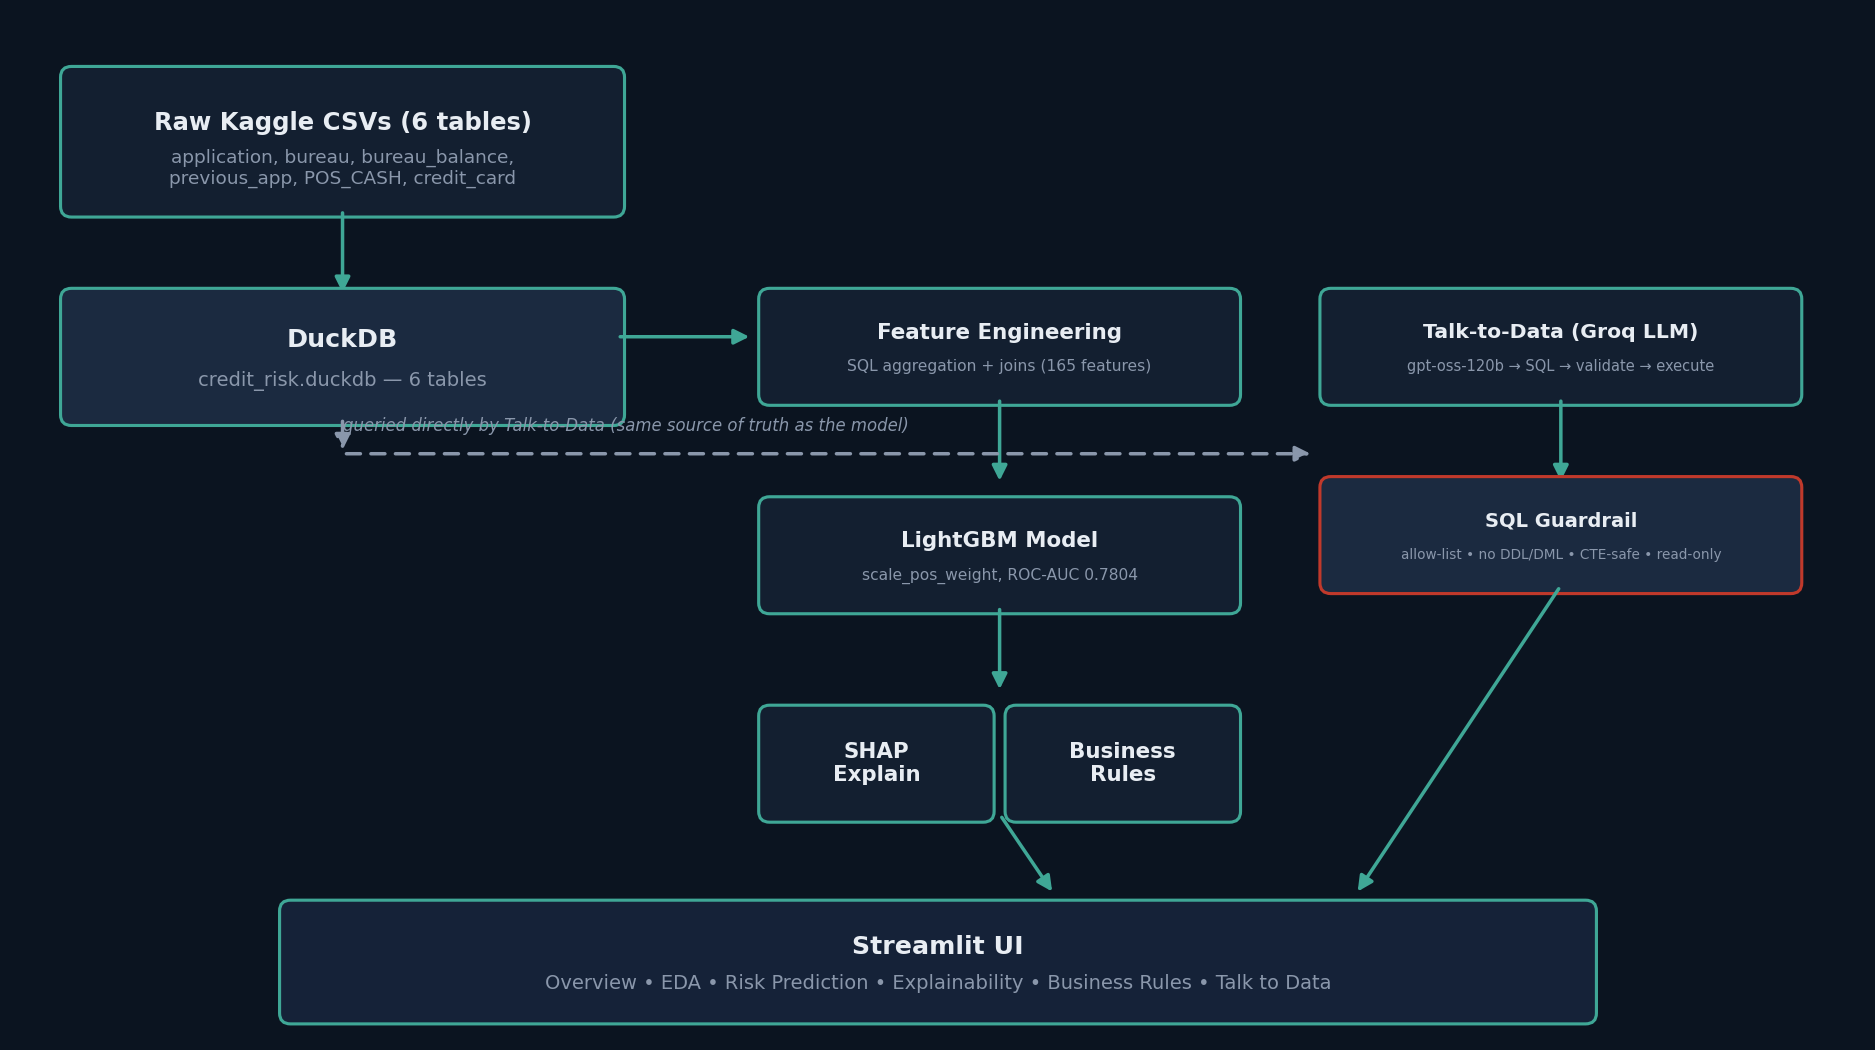 Raw Kaggle CSVs (6 tables)
application, bureau, bureau_balance,
previous_app, POS_CASH, credit_card
DuckDB
credit_risk.duckdb — 6 tables
Feature Engineering
SQL aggregation + joins (165 features)
Talk-to-Data (Groq LLM)
gpt-oss-120b → SQL → validate → execute
queried directly by Talk-to-Data (same source of truth as the model)
LightGBM Model
scale_pos_weight, ROC-AUC 0.7804
SQL Guardrail
allow-list • no DDL/DML • CTE-safe • read-only
SHAP
Explain
Business
Rules
Streamlit UI
Overview • EDA • Risk Prediction • Explainability • Business Rules • Talk to Data